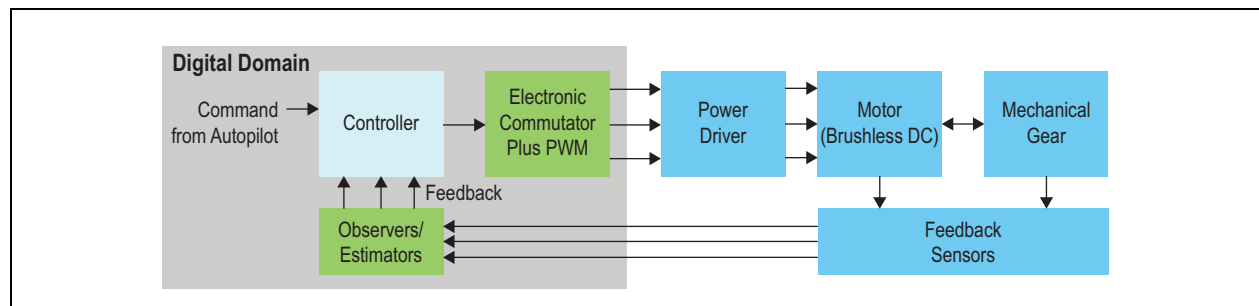 Digital Domain
Command
from Autopilot
Controller
Electronic
Commutator
Plus PWM
Power
Driver
Motor
(Brushless DC)
Mechanical
Gear
Feedback
Observers/
Estimators
Feedback
Sensors